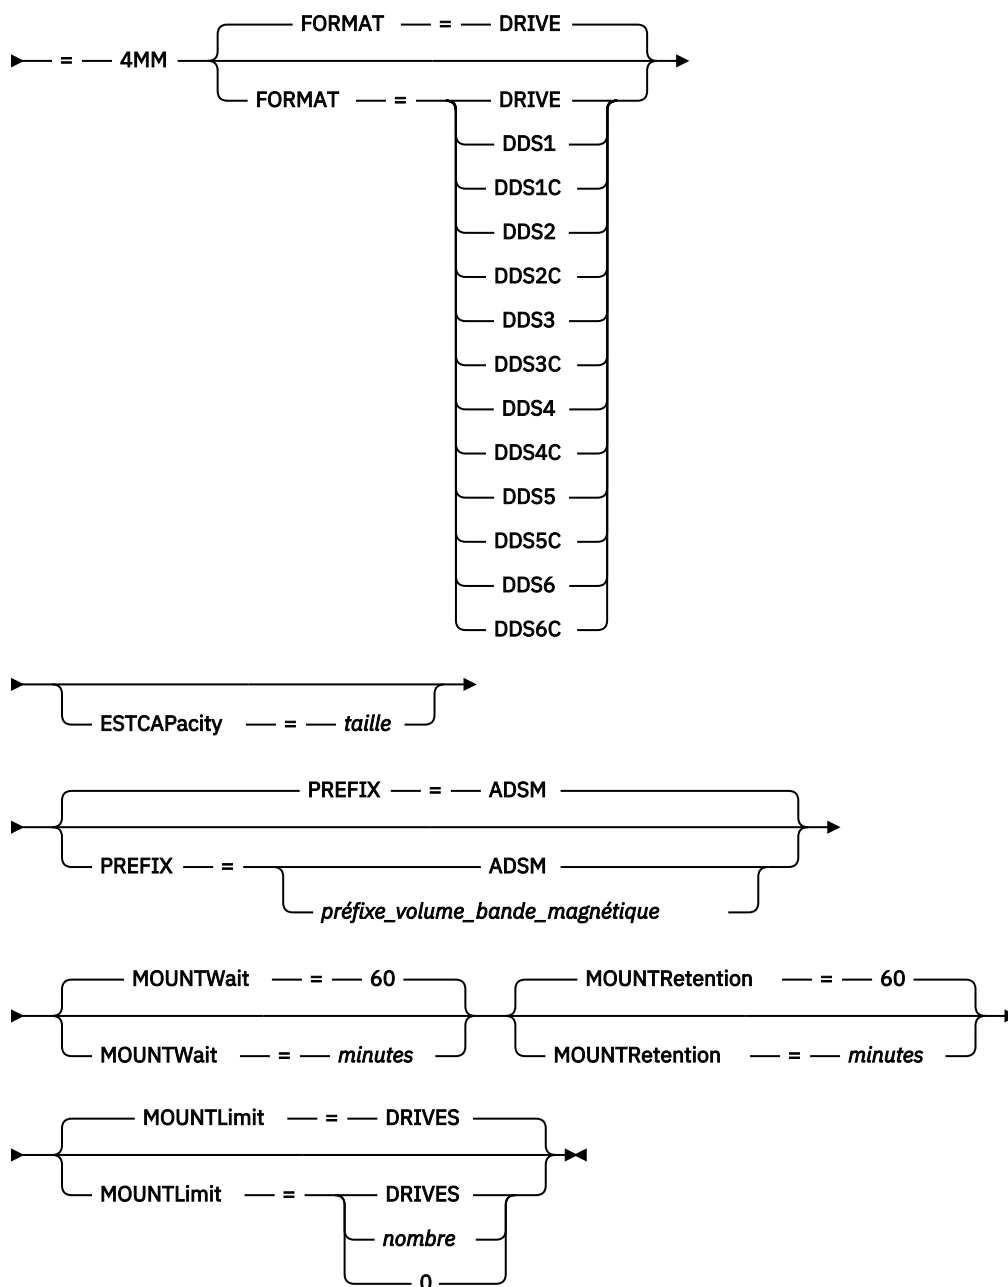 FORMAT = DRIVE
= 4MM
FORMAT = DRIVE
DDS1
DDS1C
DDS2
DDS2C
DDS3
DDS3C
DDS4
DDS4C
DDS5
DDS5C
DDS6
DDS6C
ESTCAPacity = taille
PREFIX = ADSM
PREFIX = ADSM
préfixe_volume_bande_magnétique
MOUNTWait = 60 MOUNTRetention = 60
MOUNTWait = minutes MOUNTRetention = minutes
MOUNTLimit = DRIVES
MOUNTLimit = DRIVES
nombre
0